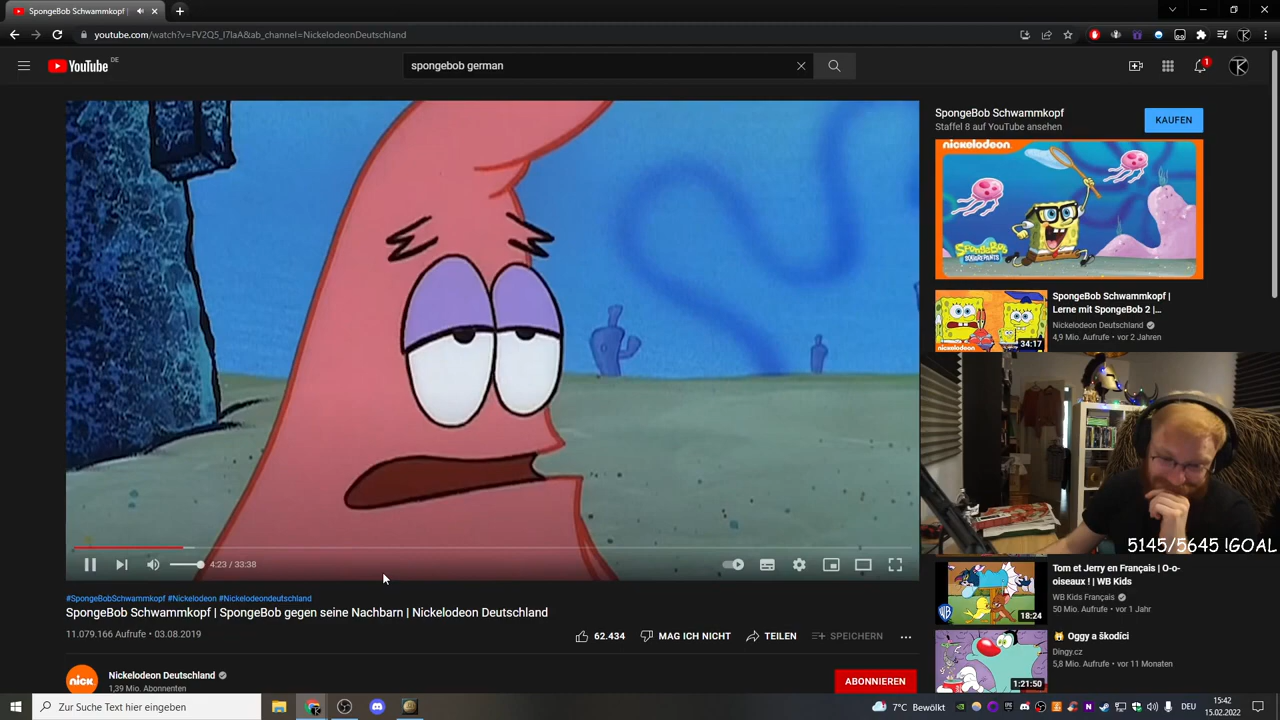 SpongeBob Schwammkopf |
youtube.com/watch?v=FV2Q5_I7laA&ab_channel=NickelodeonDeutschland
YouTube DE
spongebob german
1
SpongeBob Schwammkopf
Staffel 8 auf YouTube ansehen
KAUFEN
nickelodeon
SpongeBob
SQUAREPANTS
SpongeBob Schwammkopf |
Lerne mit SpongeBob 2 |...
Nickelodeon Deutschland
4,9 Mio. Aufrufe • vor 2 Jahren
34:17
5145/5645 !GOAL
4:23 / 33:38
#SpongeBobSchwammkopf #Nickelodeon #Nickelodeondeutschland
SpongeBob Schwammkopf | SpongeBob gegen seine Nachbarn | Nickelodeon Deutschland
11.079.166 Aufrufe • 03.08.2019
62.434
MAG ICH NICHT
TEILEN
SPEICHERN
Tom et Jerry en Français | O-o-
oiseaux ! | WB Kids
WB Kids Français
50 Mio. Aufrufe • vor 1 Jahr
18:24
Oggy a škodíci
Dingy.cz
5,8 Mio. Aufrufe • vor 11 Monaten
1:21:50
nick
Nickelodeon Deutschland
1,39 Mio. Abonnenten
ABONNIEREN
Zur Suche Text hier eingeben
7°C Bewölkt
DEU
15:42
15.02.2022